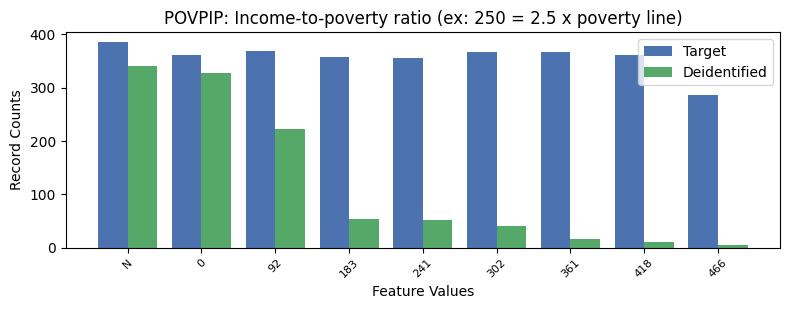 POVPIP: Income-to-poverty ratio (ex: 250 = 2.5 x poverty line)
Target
Deidentified
Record Counts
400
300
200
100
0
N
0
92
183
241
302
361
418
466
Feature Values